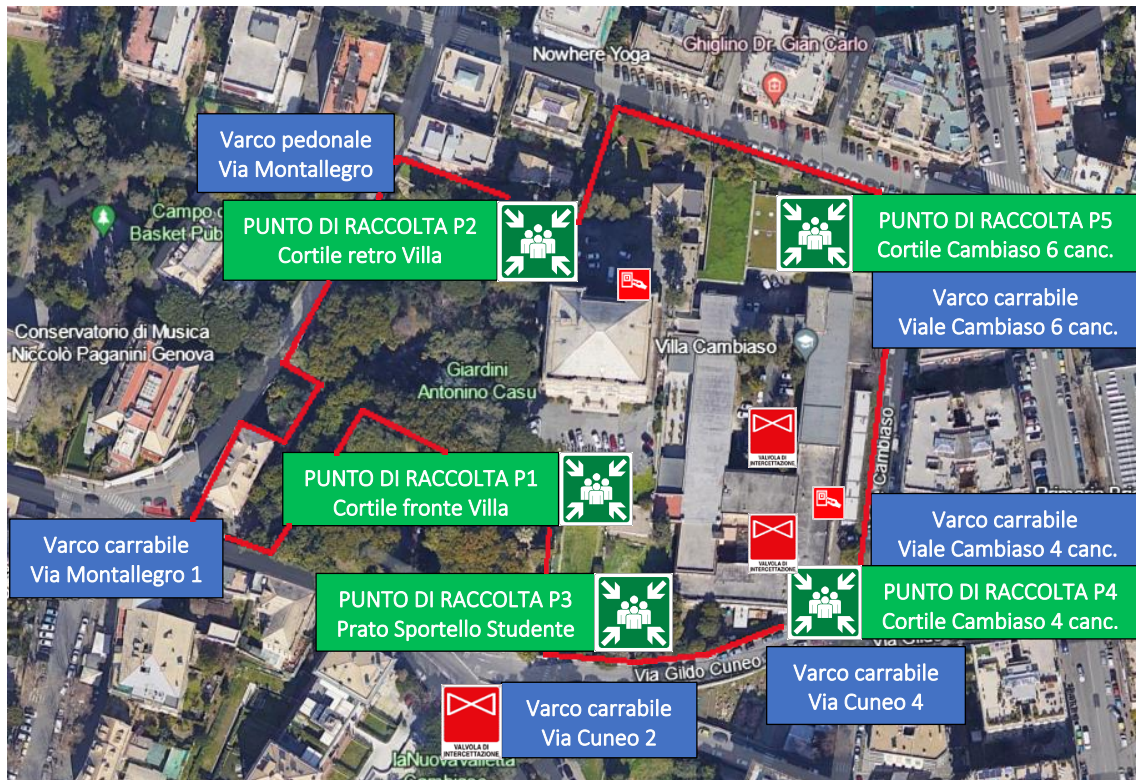 Nowhere Yoga
Ghiglino Dr. Gian Carlo
Varco pedonale
Via Montallegro
Campo
Basket Pub
PUNTO DI RACCOLTA P2
Cortile retro Villa
PUNTO DI RACCOLTA P5
Cortile Cambiaso 6 canc.
Varco carrabile
Viale Cambiaso 6 canc.
Conservatorio di Musica
Niccolò Paganini Genova
Villa Cambiaso
Giardini
Antonino Casu
Cambiaso
VALVOLA DI
INTERCETTAZIONE
PUNTO DI RACCOLTA P1
Cortile fronte Villa
Varco carrabile
Via Montallegro 1
Varco carrabile
Viale Cambiaso 4 canc.
VALVOLA DI
INTERCETTAZIONE
PUNTO DI RACCOLTA P3
Prato Sportello Studente
PUNTO DI RACCOLTA P4
Cortile Cambiaso 4 canc.
Via Gildo Cuneo
Via Gildo
Varco carrabile
Via Cuneo 4
Varco carrabile
Via Cuneo 2
VALVOLA DI
INTERCETTAZIONE
laNuovaValletta